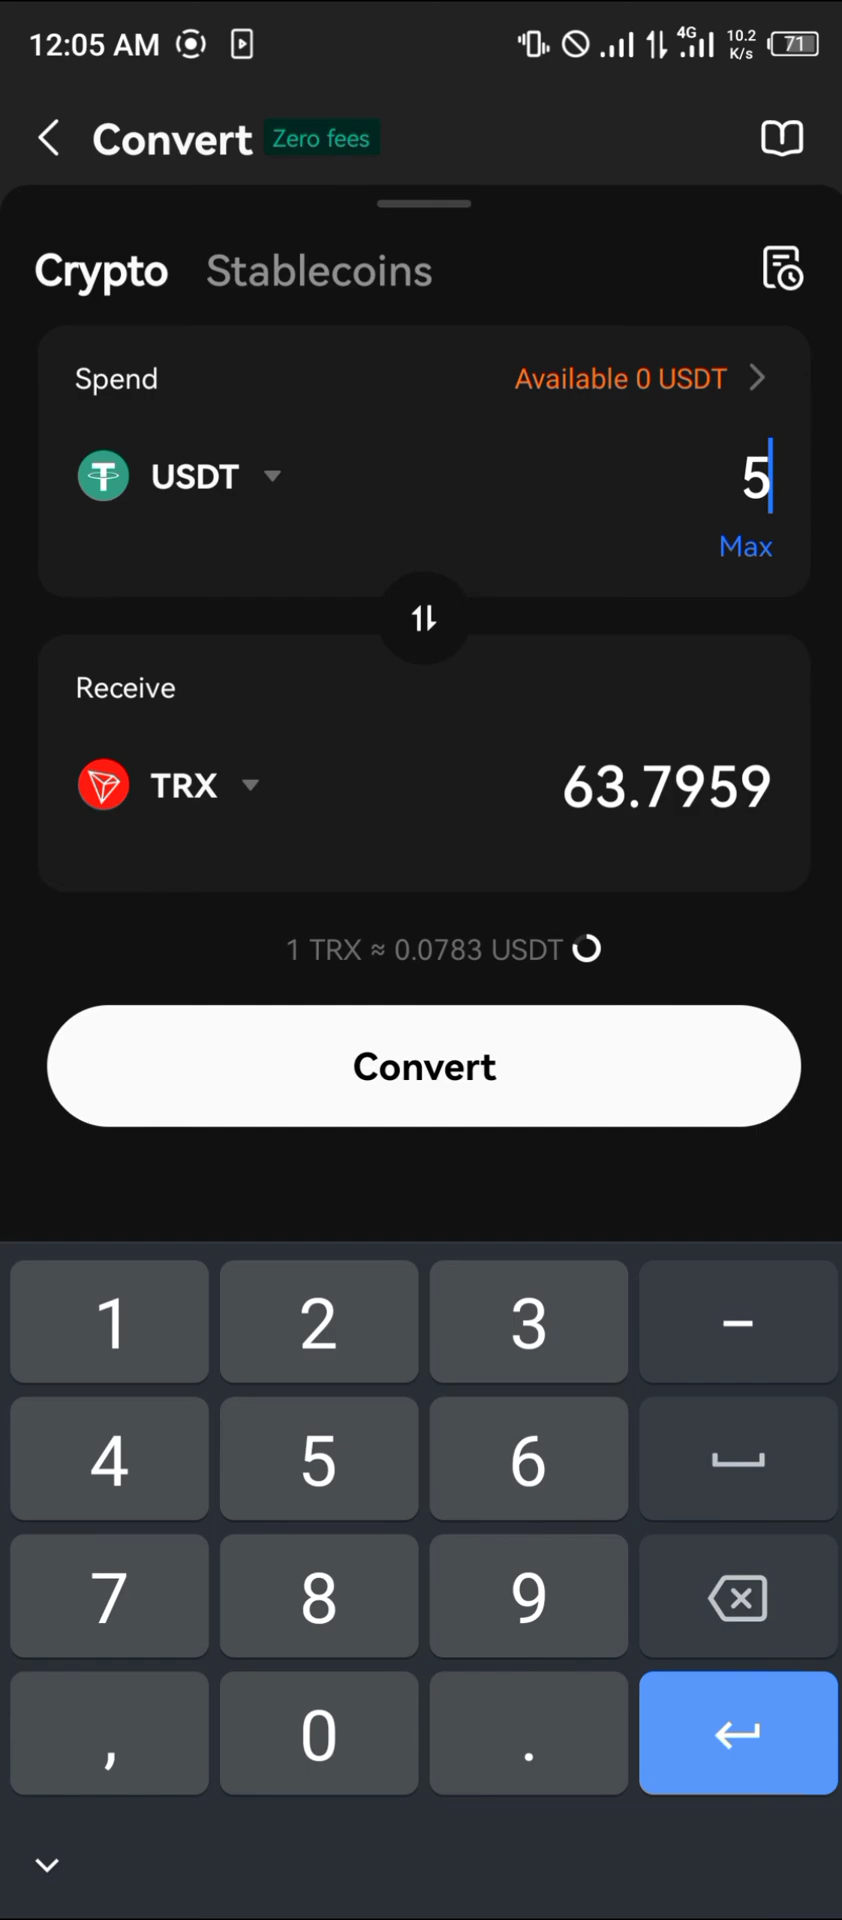 12:05 AM 4G 10.2 K/s 71
Convert Zero fees
Crypto Stablecoins
Spend Available 0 USDT
USDT 5
Max
Receive
TRX 63.7959
1 TRX ≈ 0.0783 USDT
Convert
1 2 3 –
4 5 6
7 8 9
, 0 .